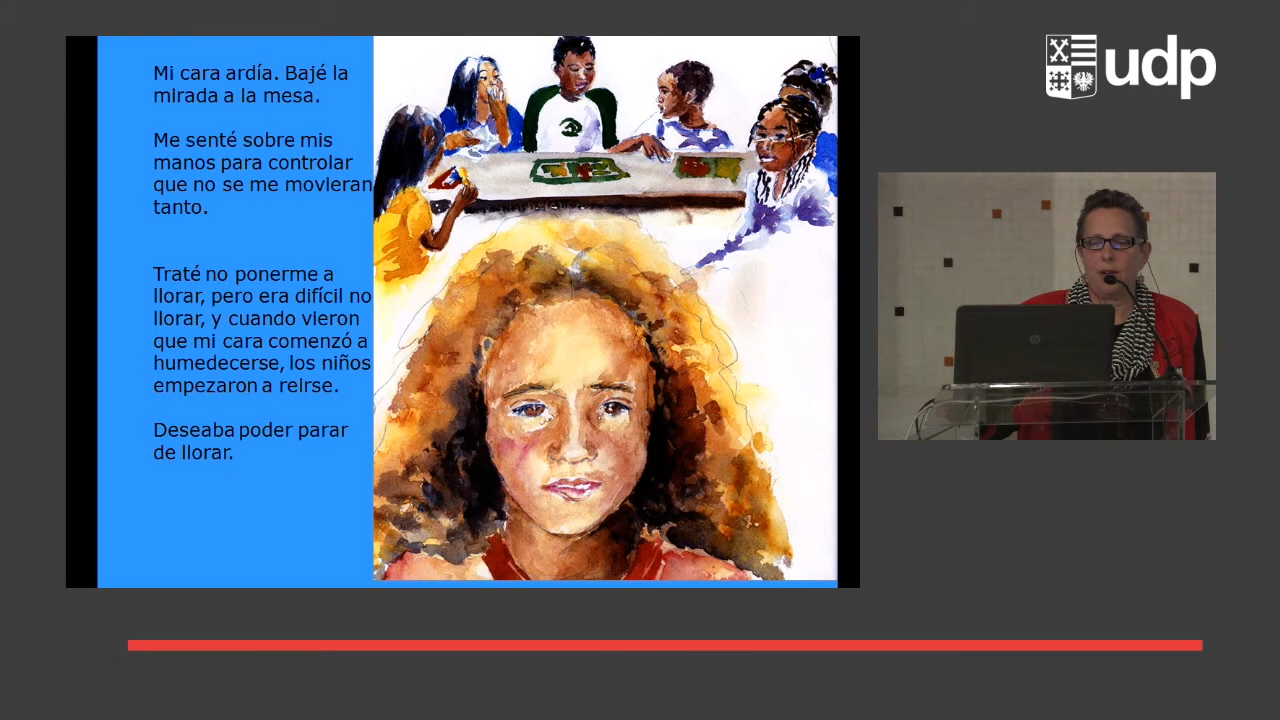 Mi cara ardía. Bajé la
mirada a la mesa.
Me senté sobre mis
manos para controlar
que no se me movieran
tanto.
Traté no ponerme a
llorar, pero era difícil no
llorar, y cuando vieron
que mi cara comenzó a
humedecerse, los niños
empezaron a reirse.
Deseaba poder parar
de llorar.
udp